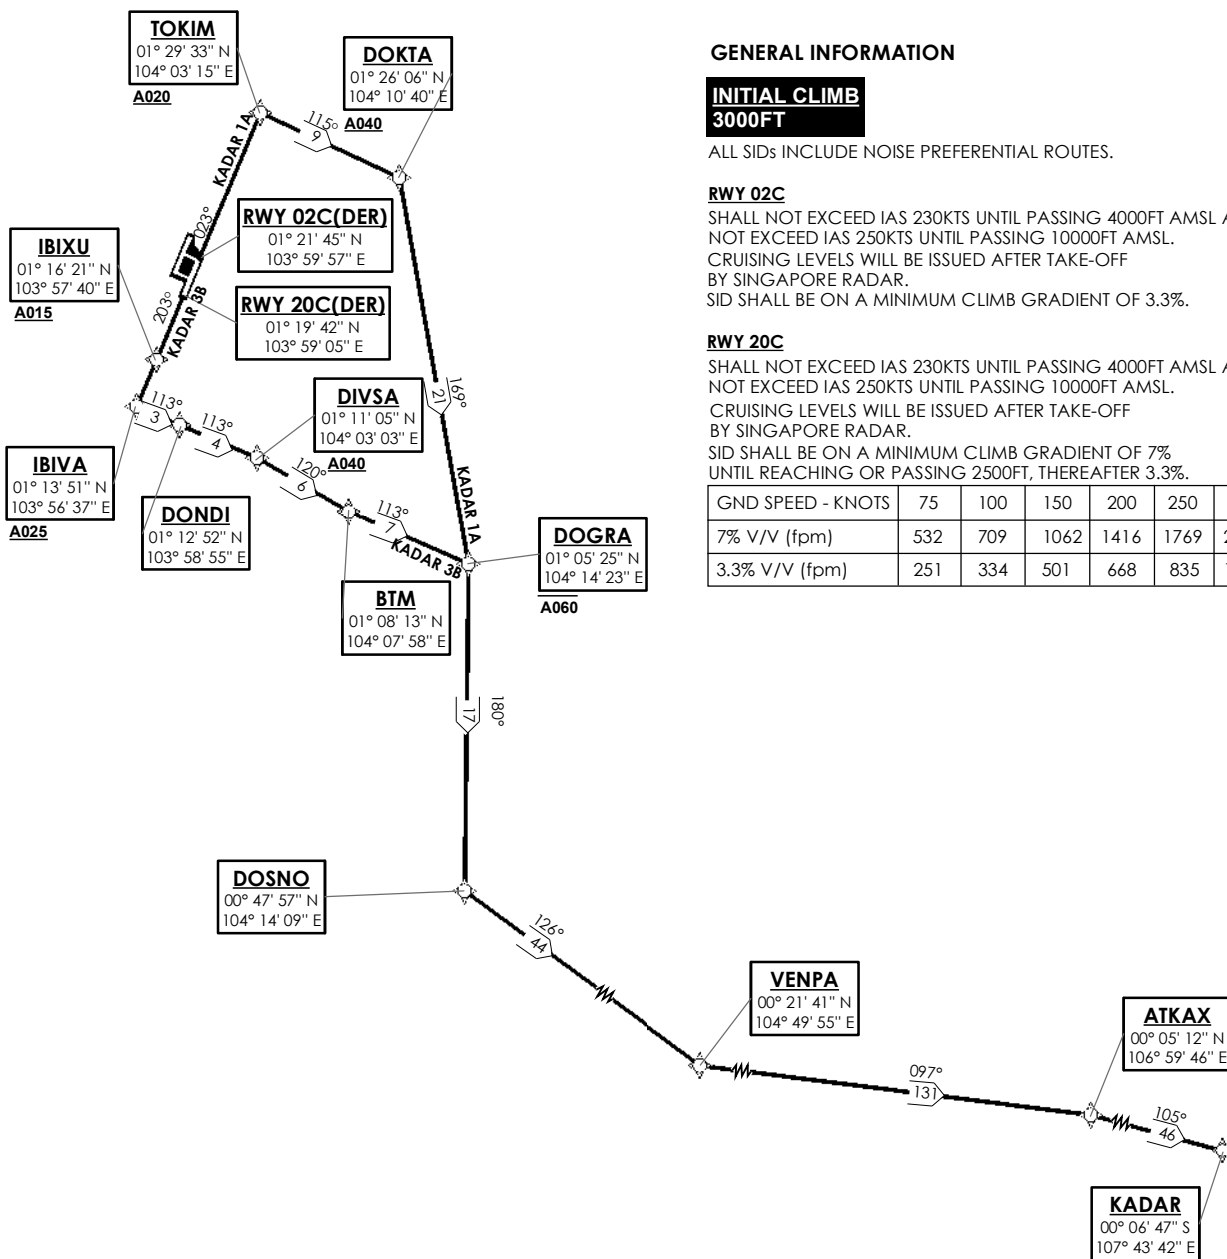 TOKIM
01° 29' 33" N
104° 03' 15" E
A020
DOKTA
01° 26' 06" N
104° 10' 40" E
A040
115°
9
KADAR 1A
023°
RWY 02C(DER)
01° 21' 45" N
103° 59' 57" E
IBIXU
01° 16' 21" N
103° 57' 40" E
A015
203°
KADAR 3B
RWY 20C(DER)
01° 19' 42" N
103° 59' 05" E
DIVSA
01° 11' 05" N
104° 03' 03" E
A040
169°
21
KADAR 1A
113°
3
113°
4
120°
6
113°
7
KADAR 3B
IBIVA
01° 13' 51" N
103° 56' 37" E
A025
DONDI
01° 12' 52" N
103° 58' 55" E
BTM
01° 08' 13" N
104° 07' 58" E
DOGRA
01° 05' 25" N
104° 14' 23" E
A060
180°
17
DOSNO
00° 47' 57" N
104° 14' 09" E
126°
44
VENPA
00° 21' 41" N
104° 49' 55" E
097°
131
ATKAX
00° 05' 12" N
106° 59' 46" E
105°
46
KADAR
00° 06' 47" S
107° 43' 42" E
GENERAL INFORMATION
INITIAL CLIMB
3000FT
ALL SIDs INCLUDE NOISE PREFERENTIAL ROUTES.
RWY 02C
SHALL NOT EXCEED IAS 230KTS UNTIL PASSING 4000FT AMSL
NOT EXCEED IAS 250KTS UNTIL PASSING 10000FT AMSL.
CRUISING LEVELS WILL BE ISSUED AFTER TAKE-OFF
BY SINGAPORE RADAR.
SID SHALL BE ON A MINIMUM CLIMB GRADIENT OF 3.3%.
RWY 20C
SHALL NOT EXCEED IAS 230KTS UNTIL PASSING 4000FT AMSL
NOT EXCEED IAS 250KTS UNTIL PASSING 10000FT AMSL.
CRUISING LEVELS WILL BE ISSUED AFTER TAKE-OFF
BY SINGAPORE RADAR.
SID SHALL BE ON A MINIMUM CLIMB GRADIENT OF 7%
UNTIL REACHING OR PASSING 2500FT, THEREAFTER 3.3%.
GND SPEED - KNOTS 75 100 150 200 250
7% V/V (fpm) 532 709 1062 1416 1769
3.3% V/V (fpm) 251 334 501 668 835